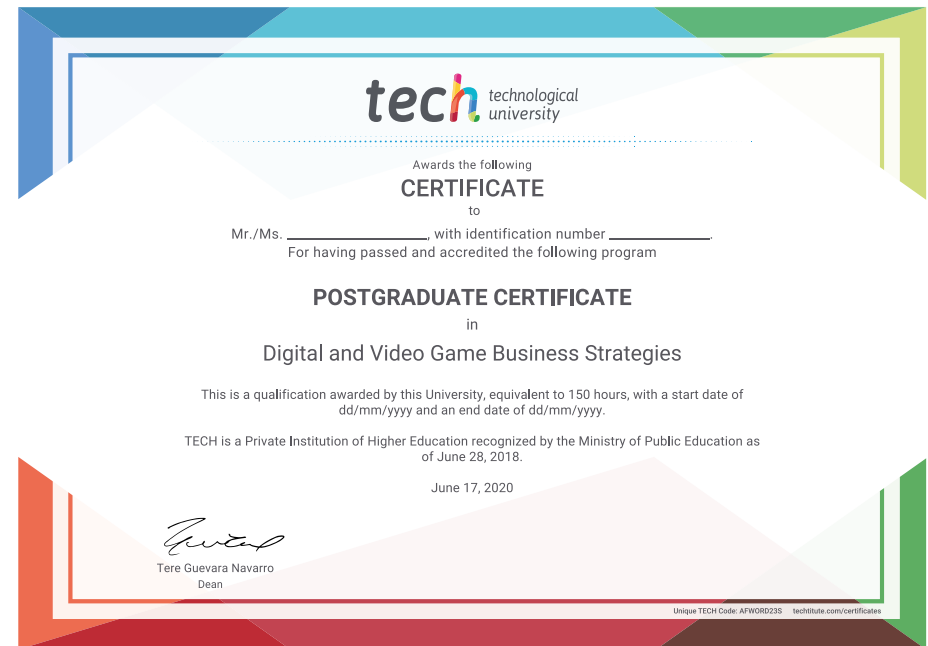 tech technological
university
Awards the following
CERTIFICATE
to
Mr./Ms. ____________________, with identification number ______________.
For having passed and accredited the following program
POSTGRADUATE CERTIFICATE
in
Digital and Video Game Business Strategies
This is a qualification awarded by this University, equivalent to 150 hours, with a start date of
dd/mm/yyyy and an end date of dd/mm/yyyy.
TECH is a Private Institution of Higher Education recognized by the Ministry of Public Education as
of June 28, 2018.
June 17, 2020
Tere Guevara Navarro
Dean
Unique TECH Code: AFWORD23S techtitute.com/certificates